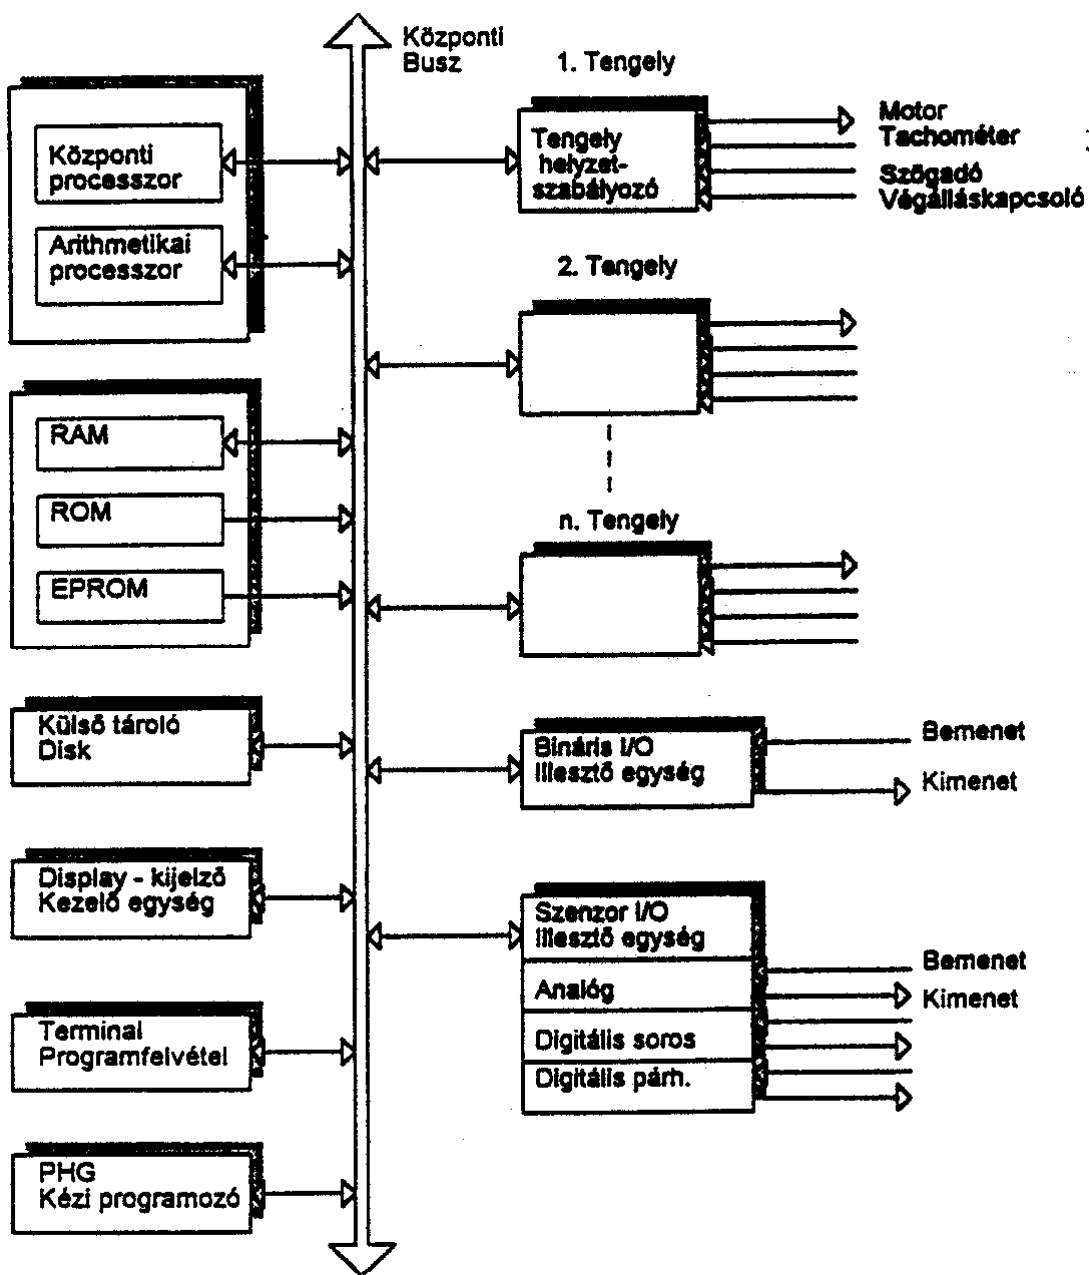 Központi
Busz
Központi
processzor
Arithmetikai
processzor
RAM
ROM
EPROM
Külső tároló
Disk
Display - kijelző
Kezelő egység
Terminal
Programfelvétel
PHG
Kézi programozó
1. Tengely
Tengely
helyzet-
szabályozó
Motor
Tachométer
Szögadó
Végálláskapcsoló
2. Tengely
n. Tengely
Bináris I/O
Illesztő egység
Bemenet
Kimenet
Szenzor I/O
Illesztő egység
Analóg
Digitális soros
Digitális párh.
Bemenet
Kimenet